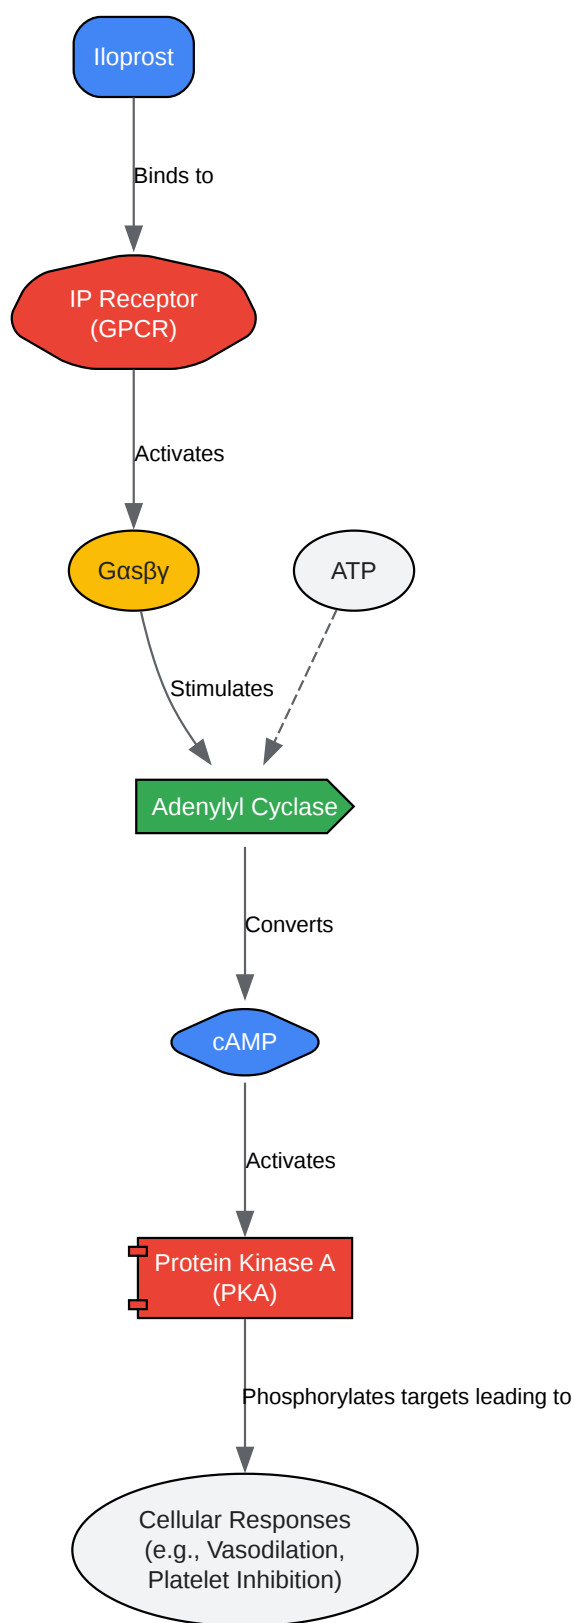 Iloprost
Binds to
IP Receptor
(GPCR)
Activates
Gαsβγ
ATP
Stimulates
Adenylyl Cyclase
Converts
cAMP
Activates
Protein Kinase A
(PKA)
Phosphorylates targets leading to
Cellular Responses
(e.g., Vasodilation,
Platelet Inhibition)